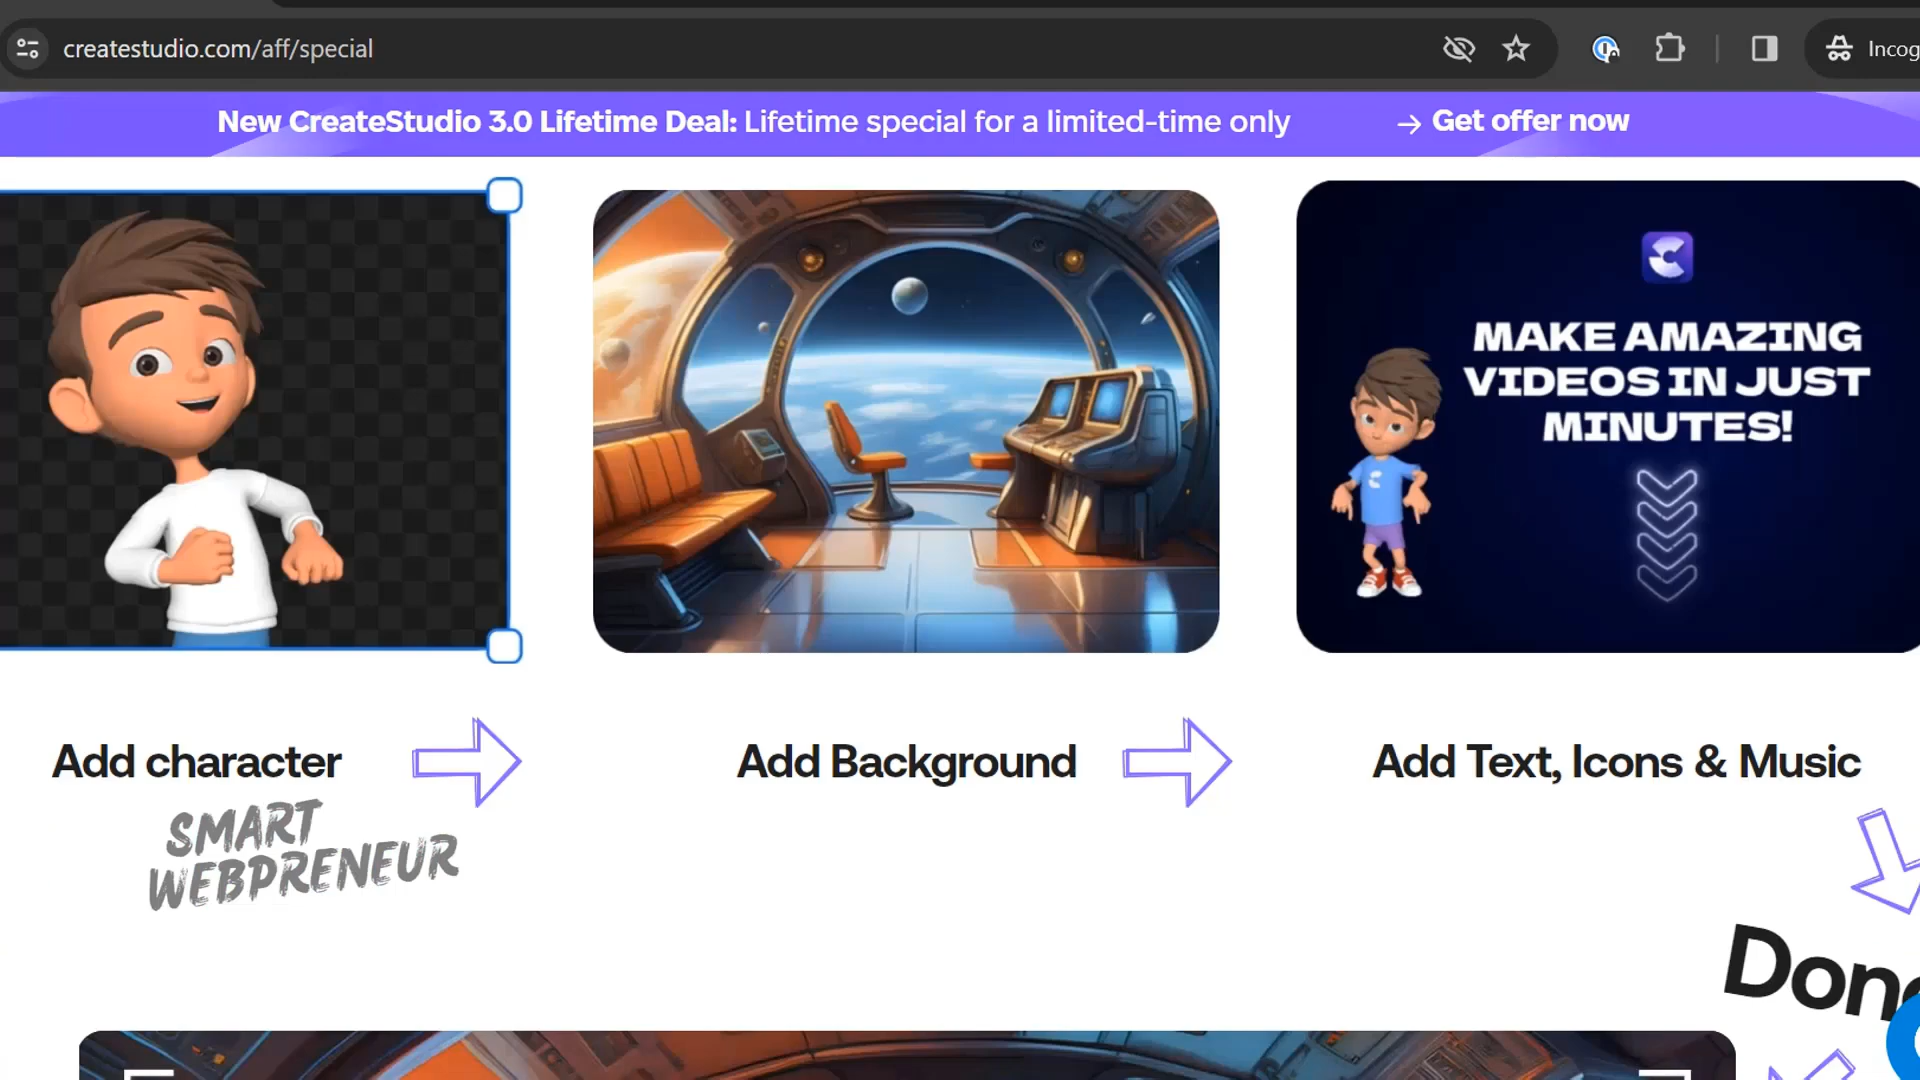 createstudio.com/aff/special
Incog
New CreateStudio 3.0 Lifetime Deal: Lifetime special for a limited-time only → Get offer now
MAKE AMAZING
VIDEOS IN JUST
MINUTES!
Add character
Add Background
Add Text, Icons & Music
SMART
WEBPRENEUR
Done